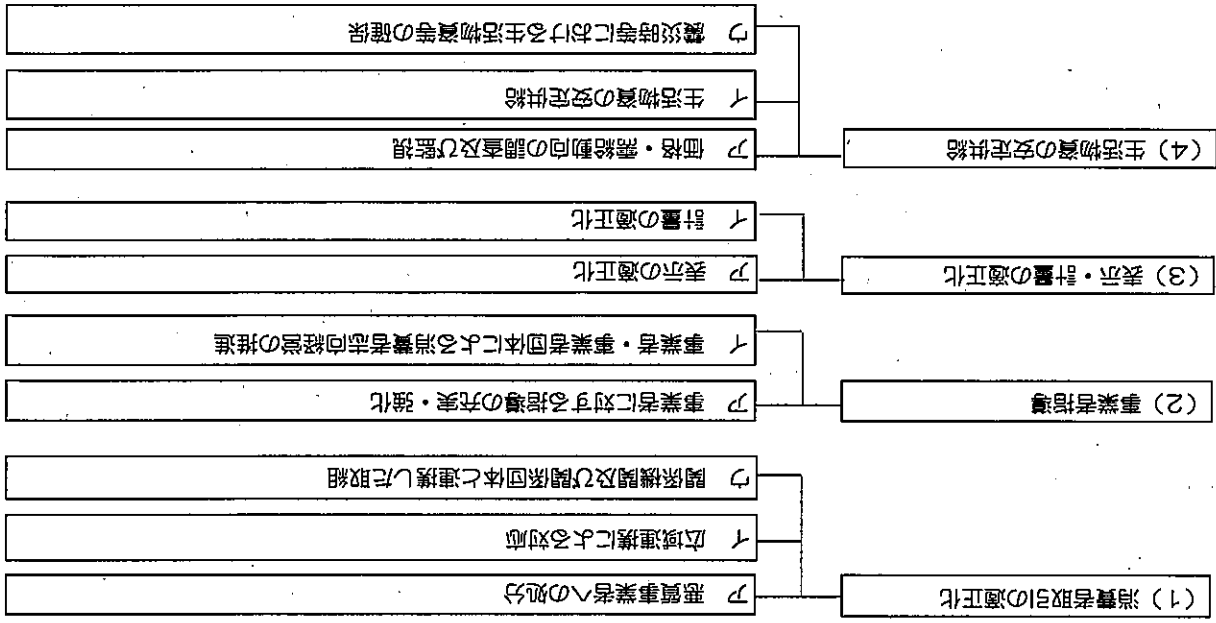 (1) 消費者取引の適正化
ア 悪質事業者への処分
イ 広域連携による対応
ウ 関係機関及び関係団体と連携した取組
(2) 事業者指導
ア 事業者に対する指導の充実・強化
イ 事業者・事業者団体による消費者志向経営の推進
(3) 表示・計量の適正化
ア 表示の適正化
イ 計量の適正化
(4) 生活物資の安定供給
ア 価格・需給動向の調査及び監視
イ 生活物資の安定供給
ウ 震災時等における生活物資等の確保